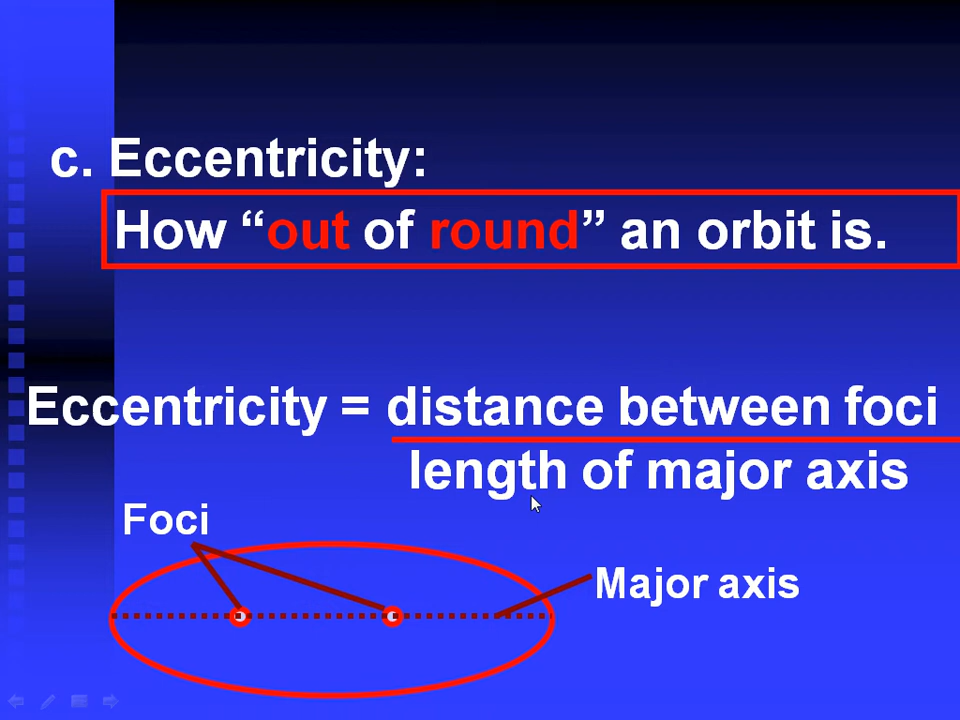 c. Eccentricity:
How “out of round” an orbit is.
Eccentricity = distance between foci
length of major axis
Foci
Major axis